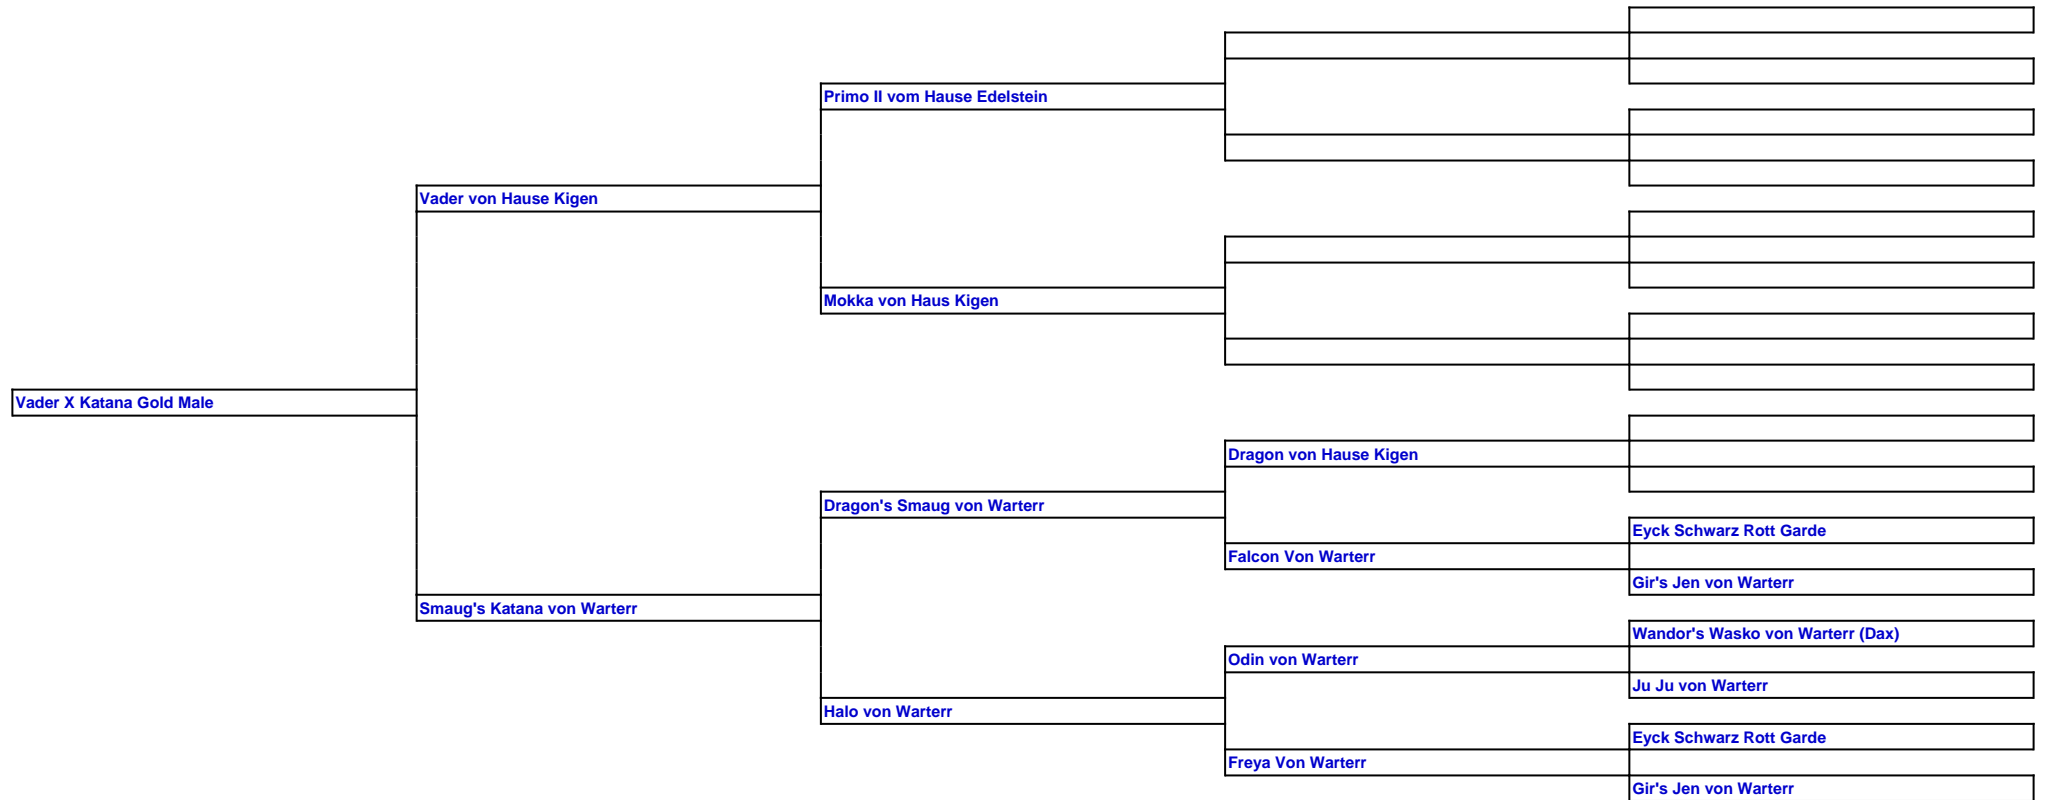 Primo II vom Hause Edelstein
Vader von Hause Kigen
Mokka von Haus Kigen
Vader X Katana Gold Male
Dragon von Hause Kigen
Dragon's Smaug von Warterr
Eyck Schwarz Rott Garde
Falcon Von Warterr
Gir's Jen von Warterr
Smaug's Katana von Warterr
Wandor's Wasko von Warterr (Dax)
Odin von Warterr
Ju Ju von Warterr
Halo von Warterr
Eyck Schwarz Rott Garde
Freya Von Warterr
Gir's Jen von Warterr